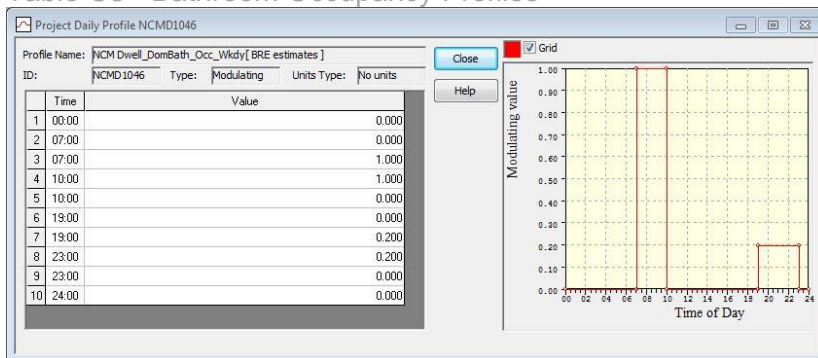 Project Daily Profile NCMD1046
Profile Name: NCM Dwell_DomBath_Occ_Wkdy[ BRE estimates ]
ID: NCMD1046 Type: Modulating Units Type: No units
Close
Help
Time Value
1 00:00 0.000
2 07:00 0.000
3 07:00 1.000
4 10:00 1.000
5 10:00 0.000
6 19:00 0.000
7 19:00 0.200
8 23:00 0.200
9 23:00 0.000
10 24:00 0.000
Grid
Modulating value
1.00
0.90
0.80
0.70
0.60
0.50
0.40
0.30
0.20
0.10
0.00
00 02 04 06 08 10 12 14 16 18 20 22 24
Time of Day